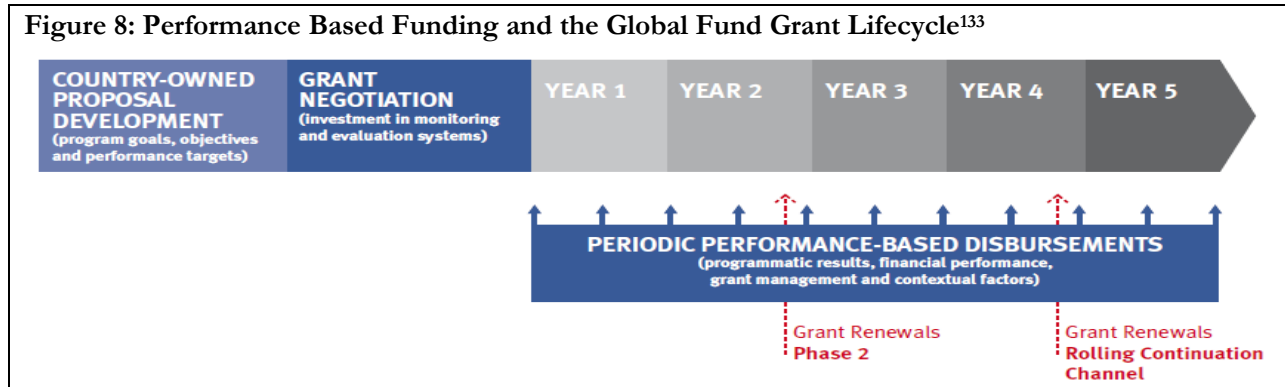 Figure 8: Performance Based Funding and the Global Fund Grant Lifecycle¹³³
COUNTRY-OWNED
PROPOSAL
DEVELOPMENT
(program goals, objectives
and performance targets)
GRANT
NEGOTIATION
(investment in monitoring
and evaluation systems)
YEAR 1
YEAR 2
YEAR 3
YEAR 4
YEAR 5
PERIODIC PERFORMANCE-BASED DISBURSEMENTS
(programmatic results, financial performance,
grant management and contextual factors)
Grant Renewals
Phase 2
Grant Renewals
Rolling Continuation
Channel